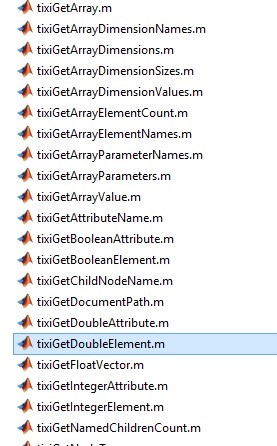 tixiGetArray.m
tixiGetArrayDimensionNames.m
tixiGetArrayDimensions.m
tixiGetArrayDimensionSizes.m
tixiGetArrayDimensionValues.m
tixiGetArrayElementCount.m
tixiGetArrayElementNames.m
tixiGetArrayParameterNames.m
tixiGetArrayParameters.m
tixiGetArrayValue.m
tixiGetAttributeName.m
tixiGetBooleanAttribute.m
tixiGetBooleanElement.m
tixiGetChildNodeName.m
tixiGetDocumentPath.m
tixiGetDoubleAttribute.m
tixiGetDoubleElement.m
tixiGetFloatVector.m
tixiGetIntegerAttribute.m
tixiGetIntegerElement.m
tixiGetNamedChildrenCount.m